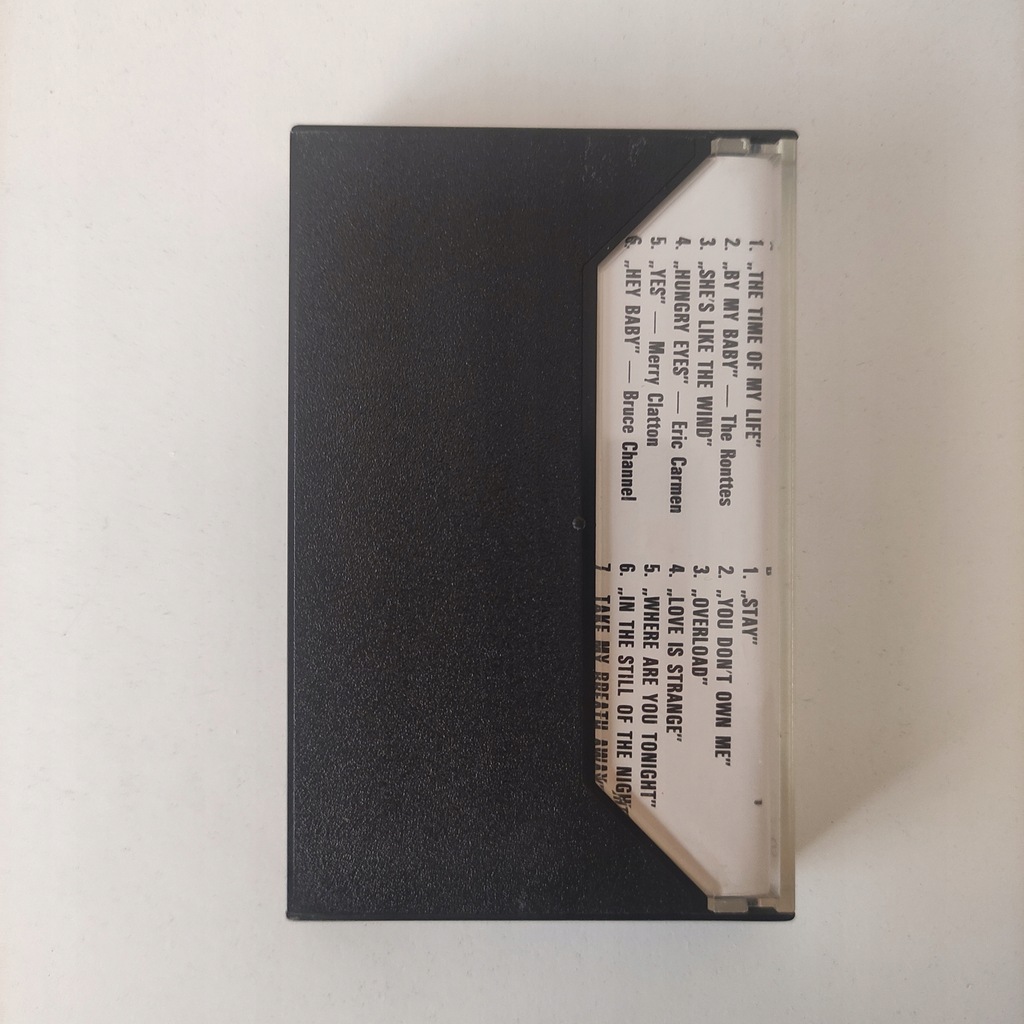 1. „THE TIME OF MY LIFE"
2. „BY MY BABY" — The Ronttes
3. „SHE'S LIKE THE WIND"
4. „HUNGRY EYES" — Eric Carmen
5. „YES" — Merry Clatton
6. „HEY BABY" — Bruce Channel
B
1. „STAY"
2. „YOU DON'T OWN ME"
3. „OVERLOAD"
4. „LOVE IS STRANGE"
5. „WHERE ARE YOU TONIGHT"
6. „IN THE STILL OF THE NIGHT
7 TAKE MY BREATH AWAY